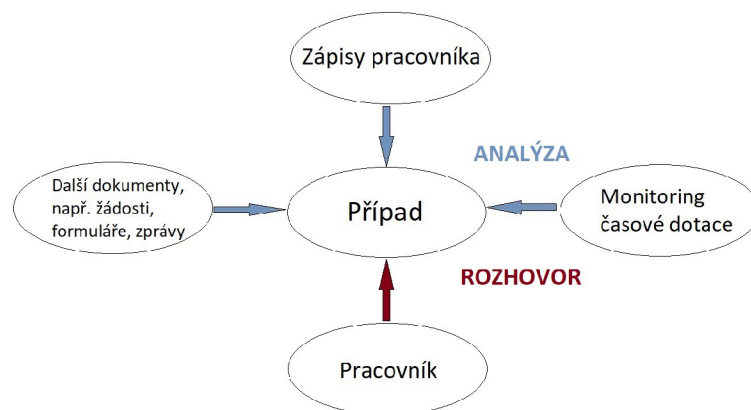 Zápisy pracovníka
ANALÝZA
Další dokumenty,
např. žádosti,
formuláře, zprávy
Případ
Monitoring
časové dotace
ROZHOVOR
Pracovník